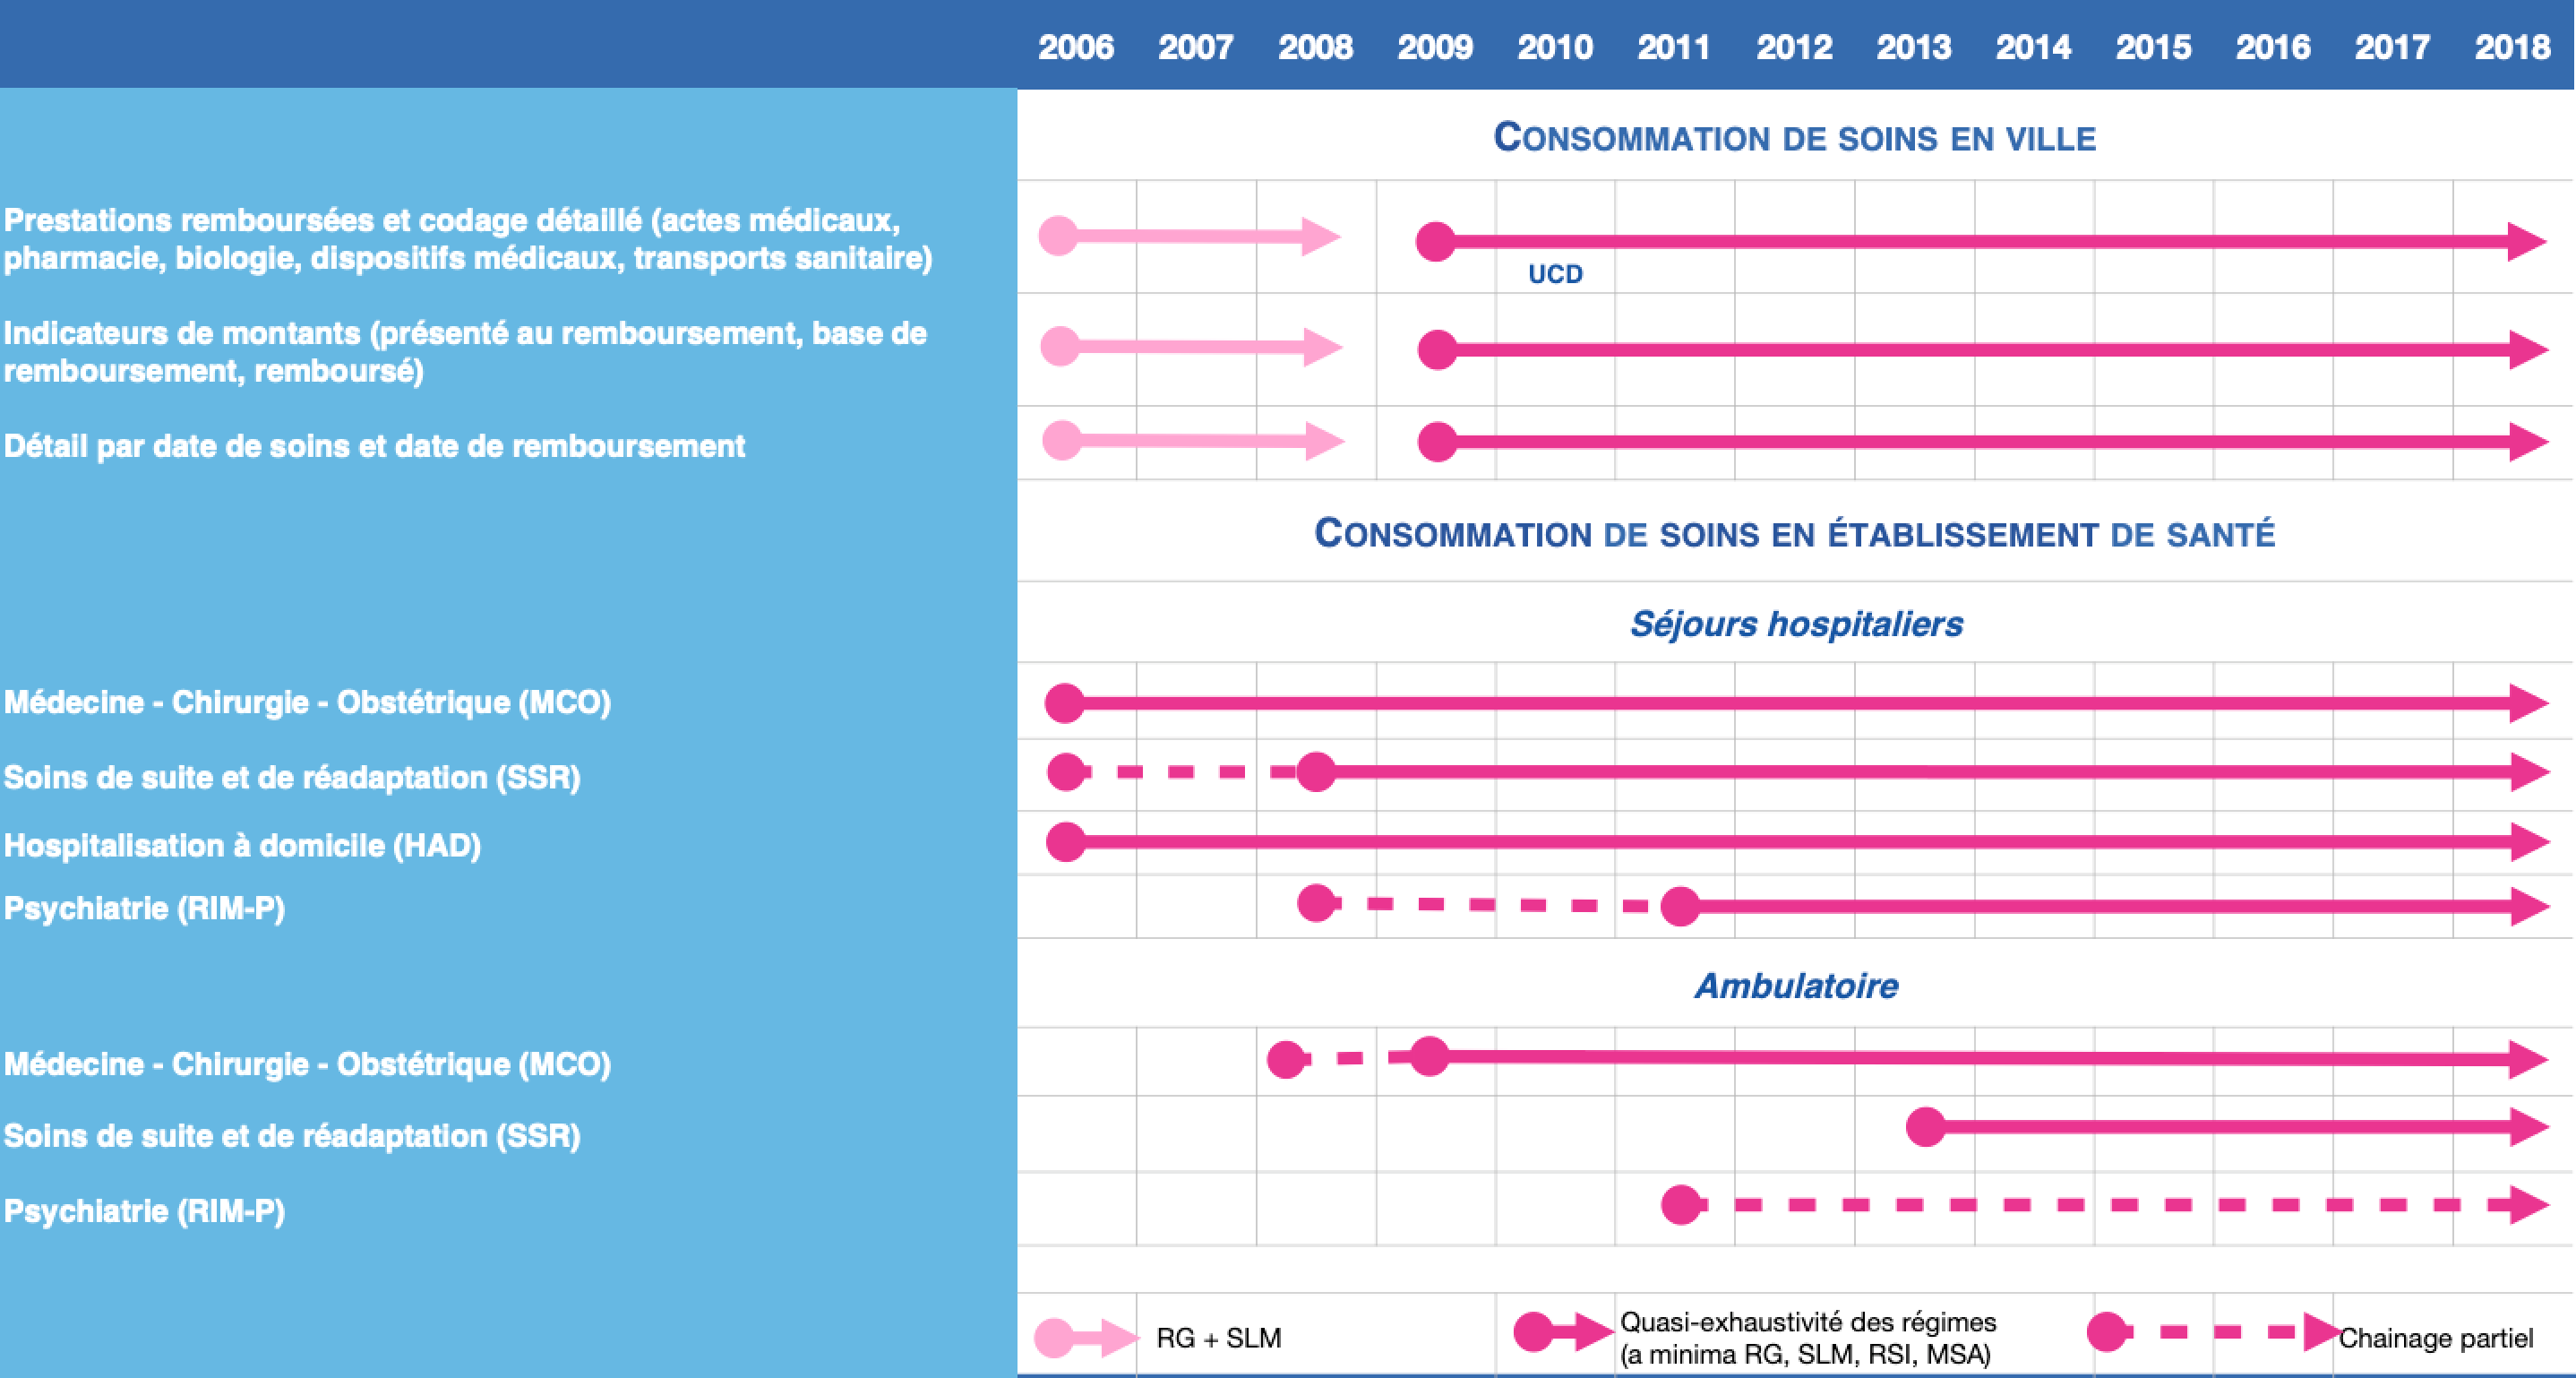 2006 2007 2008 2009 2010 2011 2012 2013 2014 2015 2016 2017 2018
CONSOMMATION DE SOINS EN VILLE
Prestations remboursées et codage détaillé (actes médicaux,
pharmacie, biologie, dispositifs médicaux, transports sanitaire)
UCD
Indicateurs de montants (présenté au remboursement, base de
remboursement, remboursé)
Détail par date de soins et date de remboursement
CONSOMMATION DE SOINS EN ÉTABLISSEMENT DE SANTÉ
Séjours hospitaliers
Médecine - Chirurgie - Obstétrique (MCO)
Soins de suite et de réadaptation (SSR)
Hospitalisation à domicile (HAD)
Psychiatrie (RIM-P)
Ambulatoire
Médecine - Chirurgie - Obstétrique (MCO)
Soins de suite et de réadaptation (SSR)
Psychiatrie (RIM-P)
RG + SLM
Quasi-exhaustivité des régimes
(a minima RG, SLM, RSI, MSA)
Chainage partiel